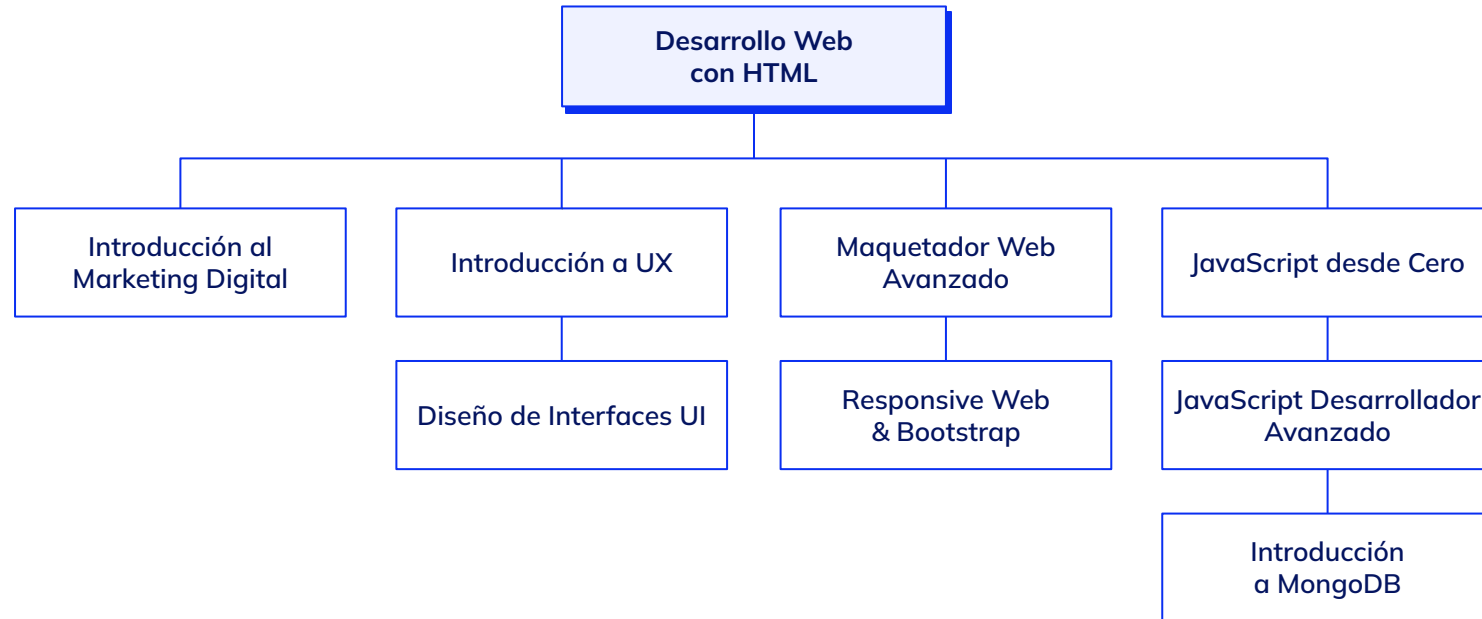 Desarrollo Web
con HTML
Introducción al
Marketing Digital
Introducción a UX
Maquetador Web
Avanzado
JavaScript desde Cero
Diseño de Interfaces UI
Responsive Web
& Bootstrap
JavaScript Desarrollador
Avanzado
Introducción
a MongoDB